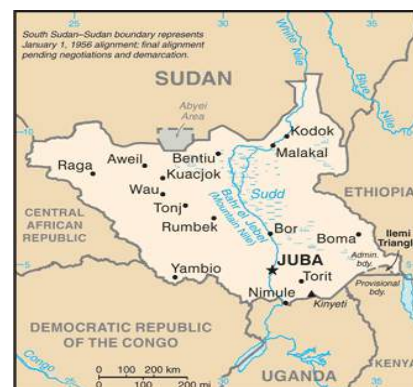 South Sudan–Sudan boundary represents
January 1, 1956 alignment; final alignment
pending negotiations and demarcation.
25
30
35
SUDAN
White Nile
Blue
Nile
Abyei
Area
10
10
Kodok
Malakal
Bentiu
Aweil
Raga
Kuacjok
Wau
Sudd
ETHIOPIA
Tonj
Rumbek
Bahr el Jebel
(Mountain Nile)
CENTRAL
AFRICAN
REPUBLIC
Bor
Boma
Ilemi
Triangle
Admin.
bdy.
JUBA
5
5
Yambio
Torit
Provisional
bdy.
Nimule
Kinyeti
DEMOCRATIC REPUBLIC
OF THE CONGO
Congo
KENYA
UGANDA
0 100 200 km
0 100 200 mi